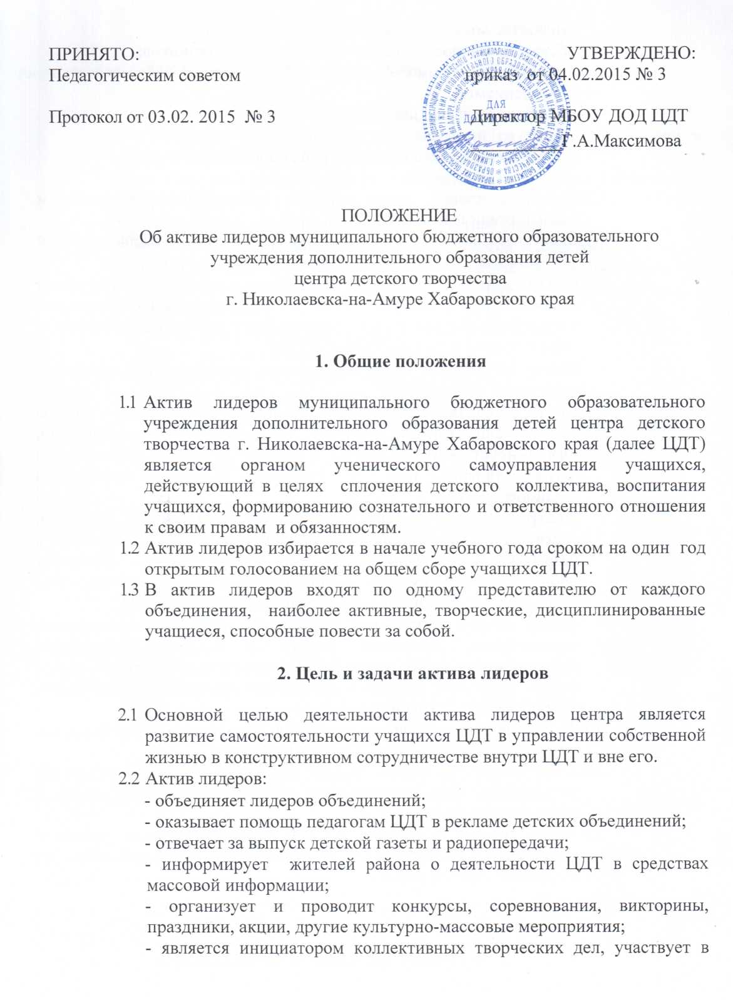 ПРИНЯТО: УТВЕРЖДЕНО:
Педагогическим советом приказ от 04.02.2015 № 3
Протокол от 03.02. 2015 № 3 Директор МБОУ ДОД ЦДТ
Г.А.Максимова
ДЛЯ
ДОКУМЕНТОВ
ПОЛОЖЕНИЕ
Об активе лидеров муниципального бюджетного образовательного
учреждения дополнительного образования детей
центра детского творчества
г. Николаевска-на-Амуре Хабаровского края
1. Общие положения
1.1 Актив лидеров муниципального бюджетного образовательного
учреждения дополнительного образования детей центра детского
творчества г. Николаевска-на-Амуре Хабаровского края (далее ЦДТ)
является органом ученического самоуправления учащихся,
действующий в целях сплочения детского коллектива, воспитания
учащихся, формированию сознательного и ответственного отношения
к своим правам и обязанностям.
1.2 Актив лидеров избирается в начале учебного года сроком на один год
открытым голосованием на общем сборе учащихся ЦДТ.
1.3 В актив лидеров входят по одному представителю от каждого
объединения, наиболее активные, творческие, дисциплинированные
учащиеся, способные повести за собой.
2. Цель и задачи актива лидеров
2.1 Основной целью деятельности актива лидеров центра является
развитие самостоятельности учащихся ЦДТ в управлении собственной
жизнью в конструктивном сотрудничестве внутри ЦДТ и вне его.
2.2 Актив лидеров:
- объединяет лидеров объединений;
- оказывает помощь педагогам ЦДТ в рекламе детских объединений;
- отвечает за выпуск детской газеты и радиопередачи;
- информирует жителей района о деятельности ЦДТ в средствах
массовой информации;
- организует и проводит конкурсы, соревнования, викторины,
праздники, акции, другие культурно-массовые мероприятия;
- является инициатором коллективных творческих дел, участвует в